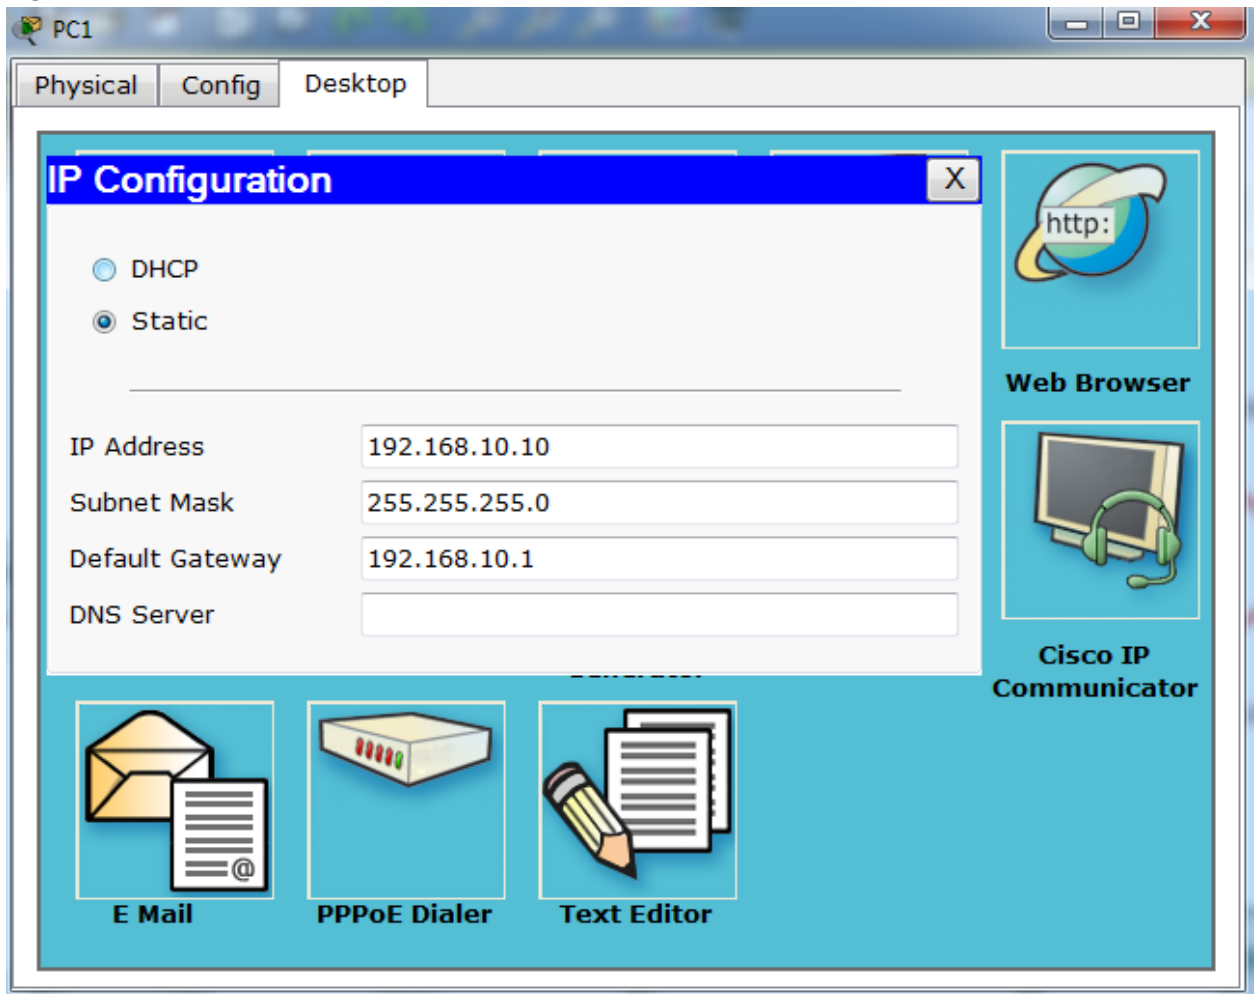 PC1
Physical Config Desktop
IP Configuration X
http:
DHCP
Static
Web Browser
IP Address 192.168.10.10
Subnet Mask 255.255.255.0
Default Gateway 192.168.10.1
DNS Server
Cisco IP
Communicator
@
E Mail PPPoE Dialer Text Editor